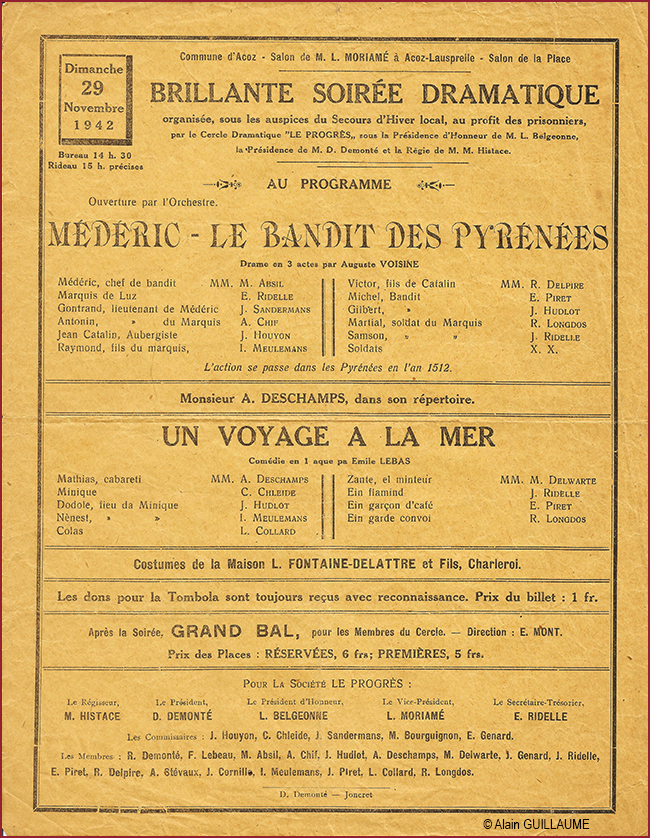 Commune d'Acoz - Salon de M. L. MORIAMÉ à Acoz-Lausprelle - Salon de la Place
Dimanche
29
Novembre
1942
Bureau 14 h. 30
Rideau 15 h. précises
BRILLANTE SOIRÉE DRAMATIQUE
organisée, sous les auspices du Secours d'Hiver local, au profit des prisonniers,
par le Cercle Dramatique "LE PROGRÈS„ sous la Présidence d'Honneur de M. L. Belgeonne,
la Présidence de M. D. Demonté et la Régie de M. M. Histace.
AU PROGRAMME
Ouverture par l'Orchestre.
MÉDÉRIC - LE BANDIT DES PYRÉNÉES
Drame en 3 actes par Auguste VOISINE
Médéric, chef de bandit MM. M. ABSIL
Marquis de Luz E. RIDELLE
Gontrand, lieutenant de Médéric J. SANDERMANS
Antonin, » du Marquis A. CHIF
Jean Catalin, Aubergiste J. HOUYON
Raymond, fils du marquis, I. MEULEMANS
Victor, fils de Catalin MM. R. DELPIRE
Michel, Bandit E. PIRET
Gilbert, » J. HUDLOT
Martial, soldat du Marquis R. LONGDOS
Samson, » » J. RIDELLE
Soldats X. X.
L'action se passe dans les Pyrénées en l'an 1512.
Monsieur A. DESCHAMPS, dans son répertoire.
UN VOYAGE A LA MER
Comédie en 1 aque pa Emile LEBAS
Mathias, cabareti MM. A. DESCHAMPS
Minique C. CHLEIDE
Dodole, fieu da Minique J. HUDLOT
Nènest, » » I. MEULEMANS
Colas L. COLLARD
Zante, el minteur MM. M. DELWARTE
Ein flamind J. RIDELLE
Ein garçon d'café E. PIRET
Ein garde convoi R. LONGDOS
Costumes de la Maison L. FONTAINE-DELATTRE et Fils, Charleroi.
Les dons pour la Tombola sont toujours reçus avec reconnaissance. Prix du billet : 1 fr.
Après la Soirée, GRAND BAL, pour les Membres du Cercle. — Direction : E. MONT.
Prix des Places : RÉSERVÉES, 6 frs; PREMIÈRES, 5 frs.
POUR LA SOCIÉTÉ LE PROGRÈS :
Le Régisseur, Le Président, Le Président d'Honneur, Le Vice-Président, Le Secrétaire-Trésorier,
M. HISTACE D. DEMONTÉ L. BELGEONNE L. MORIAMÉ E. RIDELLE
Les Commissaires : J. Houyon, C. Chleide, J. Sandermans, M. Bourguignon, E. Genard.
Les Membres : R. Demonté, F. Lebeau, M. Absil, A. Chif, J. Hudlot, A. Deschamps, M. Delwarte, J. Genard, J. Ridelle,
E. Piret, R. Delpire, A. Stévaux, J. Cornille, I. Meulemans, J. Piret, L. Collard, R. Longdos.
D. Demonté — Joncret
© Alain GUILLAUME